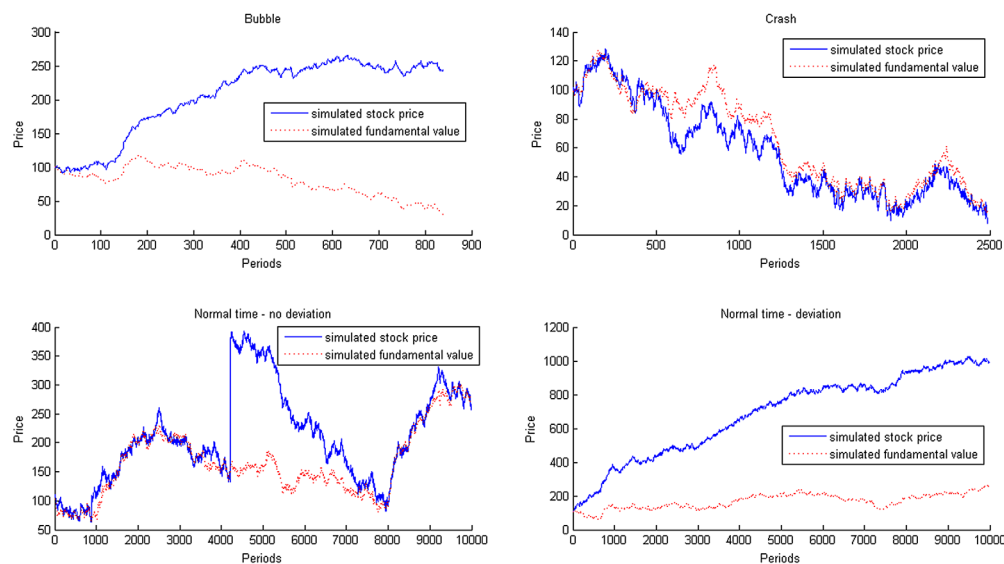 Bubble
300
250
200
150
100
50
0
Price
simulated stock price
simulated fundamental value
0 100 200 300 400 500 600 700 800 900
Periods
Crash
140
120
100
80
60
40
20
0
Price
simulated stock price
simulated fundamental value
0 500 1000 1500 2000 2500
Periods
Normal time - no deviation
400
350
300
250
200
150
100
50
Price
simulated stock price
simulated fundamental value
0 1000 2000 3000 4000 5000 6000 7000 8000 9000 10000
Periods
Normal time - deviation
1200
1000
800
600
400
200
0
Price
simulated stock price
simulated fundamental value
0 1000 2000 3000 4000 5000 6000 7000 8000 9000 10000
Periods